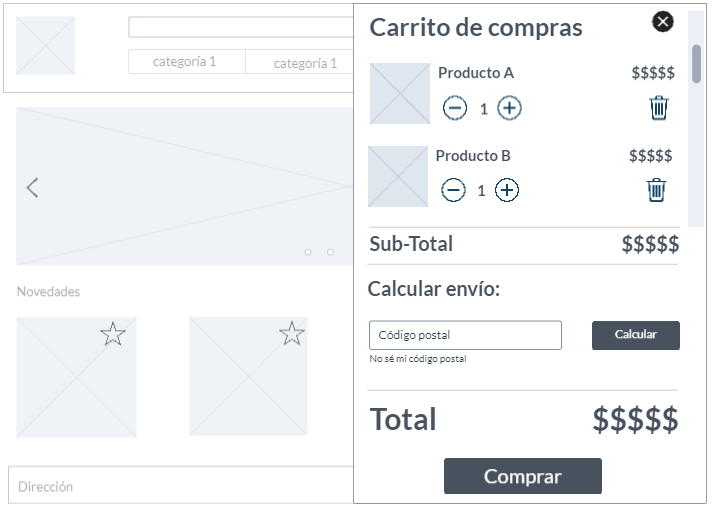 categoría 1
categoría 1
Novedades
Dirección
Carrito de compras
Producto A
$$$$$
1
Producto B
$$$$$
1
Sub-Total
$$$$$
Calcular envío:
Código postal
Calcular
No sé mi código postal
Total
$$$$$
Comprar